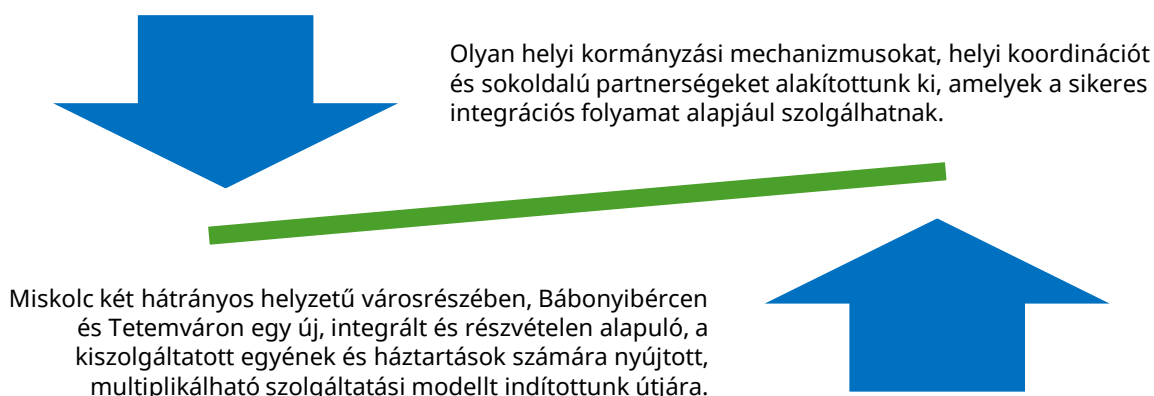 Olyan helyi kormányzási mechanizmusokat, helyi koordinációt
és sokoldalú partnerségeket alakítottunk ki, amelyek a sikeres
integrációs folyamat alapjául szolgálhatnak.
Miskolc két hátrányos helyzetű városrészében, Bábonyibércen
és Tetemváron egy új, integrált és részvételen alapuló, a
kiszolgáltatott egyének és háztartások számára nyújtott,
multiplikálható szolgáltatási modellt indítottunk útjára.